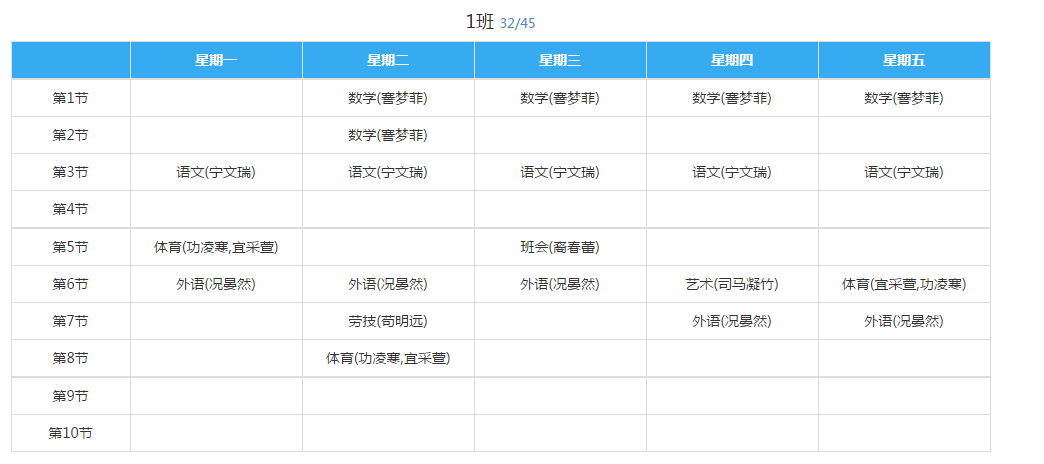 1班 32/45
星期一 星期二 星期三 星期四 星期五
第1节 数学(謇梦菲) 数学(謇梦菲) 数学(謇梦菲) 数学(謇梦菲)
第2节 数学(謇梦菲)
第3节 语文(宁文瑞) 语文(宁文瑞) 语文(宁文瑞) 语文(宁文瑞) 语文(宁文瑞)
第4节
第5节 体育(功凌寒,宜采萱) 班会(裔春蕾)
第6节 外语(况晏然) 外语(况晏然) 外语(况晏然) 艺术(司马凝竹) 体育(宜采萱,功凌寒)
第7节 劳技(荀明远) 外语(况晏然) 外语(况晏然)
第8节 体育(功凌寒,宜采萱)
第9节
第10节